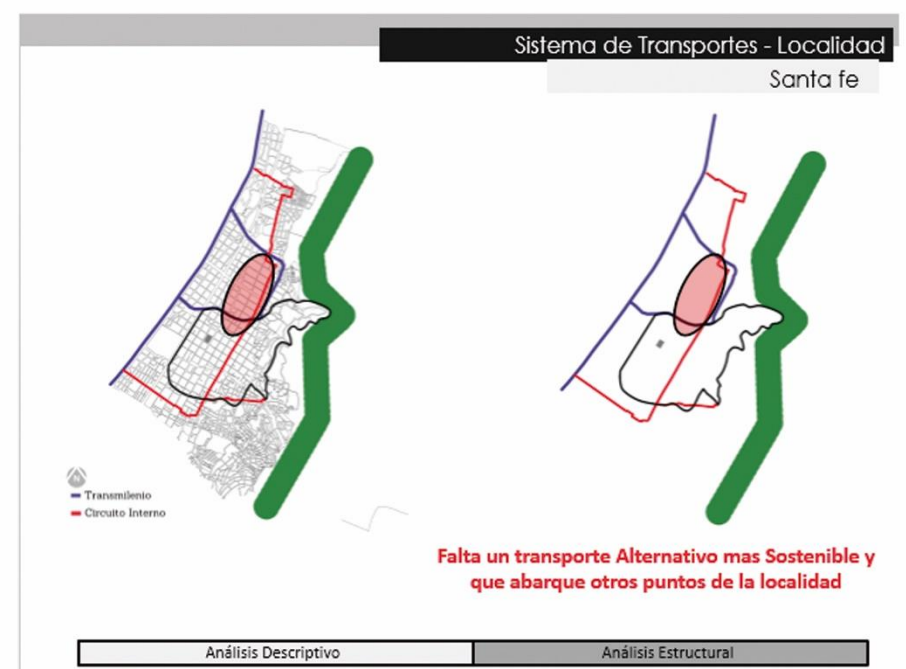 Sistema de Transportes - Localidad
Santa fe
N
Transmilenio
Circuito Interno
Falta un transporte Alternativo mas Sostenible y
que abarque otros puntos de la localidad
Análisis Descriptivo
Análisis Estructural